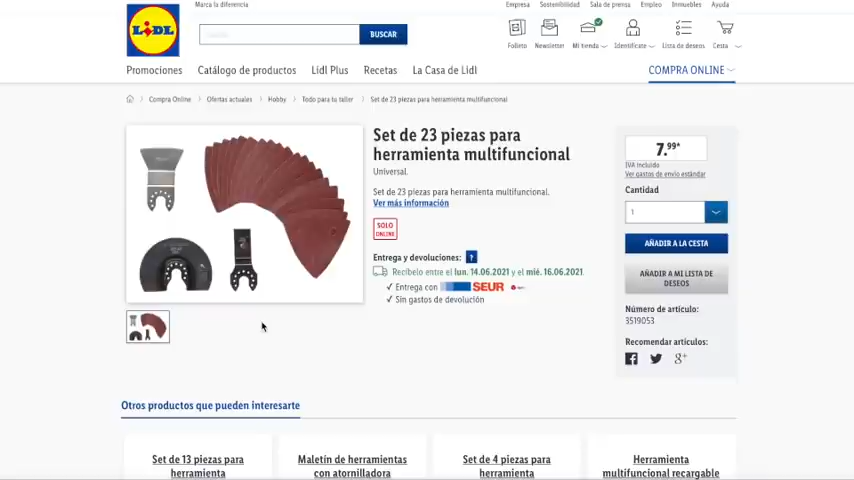 Marca la diferencia
Empresa Sostenibilidad Sala de prensa Empleo Inmuebles Ayuda
LIDL
BUSCAR
Folleto Newsletter Mi tienda Identifícate Lista de deseos Cesta
Promociones Catálogo de productos Lidl Plus Recetas La Casa de Lidl
COMPRA ONLINE
Compra Online / Ofertas actuales / Hobby / Todo para tu taller / Set de 23 piezas para herramienta multifuncional
Set de 23 piezas para
herramienta multifuncional
Universal.
Set de 23 piezas para herramienta multifuncional.
Ver más información
SOLO
ONLINE
Entrega y devoluciones: ?
Recíbelo entre el lun. 14.06.2021 y el mié. 16.06.2021.
✓ Entrega con SEUR
✓ Sin gastos de devolución
7.99*
IVA incluido
Ver gastos de envío estándar
Cantidad
1
AÑADIR A LA CESTA
AÑADIR A MI LISTA DE
DESEOS
Número de artículo:
3519053
Recomendar artículos:
Otros productos que pueden interesarte
Set de 13 piezas para
herramienta
Maletín de herramientas
con atornilladora
Set de 4 piezas para
herramienta
Herramienta
multifuncional recargable